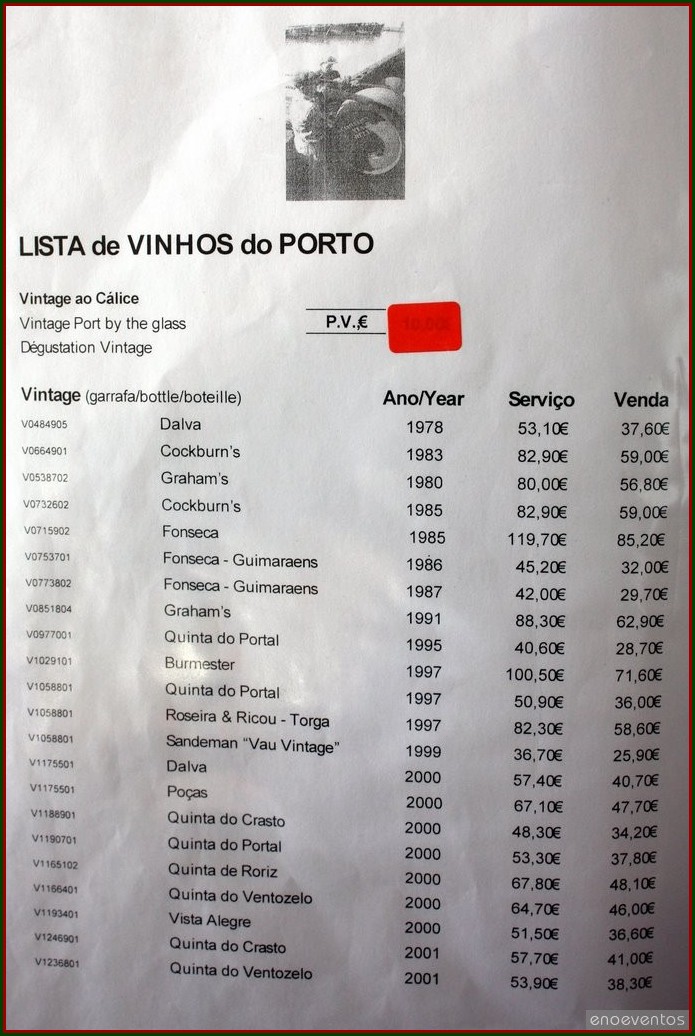 LISTA de VINHOS do PORTO
Vintage ao Cálice
Vintage Port by the glass P.V.,€
Dégustation Vintage
Vintage (garrafa/bottle/boteille) Ano/Year Serviço Venda
V0484905 Dalva 1978 53,10€ 37,60€
V0664901 Cockburn's 1983 82,90€ 59,00€
V0538702 Graham's 1980 80,00€ 56,80€
V0732602 Cockburn's 1985 82,90€ 59,00€
V0715902 Fonseca 1985 119,70€ 85,20€
V0753701 Fonseca - Guimaraens 1986 45,20€ 32,00€
V0773802 Fonseca - Guimaraens 1987 42,00€ 29,70€
V0851804 Graham's 1991 88,30€ 62,90€
V0977001 Quinta do Portal 1995 40,60€ 28,70€
V1029101 Burmester 1997 100,50€ 71,60€
V1058801 Quinta do Portal 1997 50,90€ 36,00€
V1058801 Roseira & Ricou - Torga 1997 82,30€ 58,60€
V1058801 Sandeman "Vau Vintage" 1999 36,70€ 25,90€
V1175501 Dalva 2000 57,40€ 40,70€
V1175501 Poças 2000 67,10€ 47,70€
V1188901 Quinta do Crasto 2000 48,30€ 34,20€
V1190701 Quinta do Portal 2000 53,30€ 37,80€
V1165102 Quinta de Roriz 2000 67,80€ 48,10€
V1166401 Quinta do Ventozelo 2000 64,70€ 46,00€
V1193401 Vista Alegre 2000 51,50€ 36,60€
V1246901 Quinta do Crasto 2001 57,70€ 41,00€
V1236801 Quinta do Ventozelo 2001 53,90€ 38,30€
enoeventos